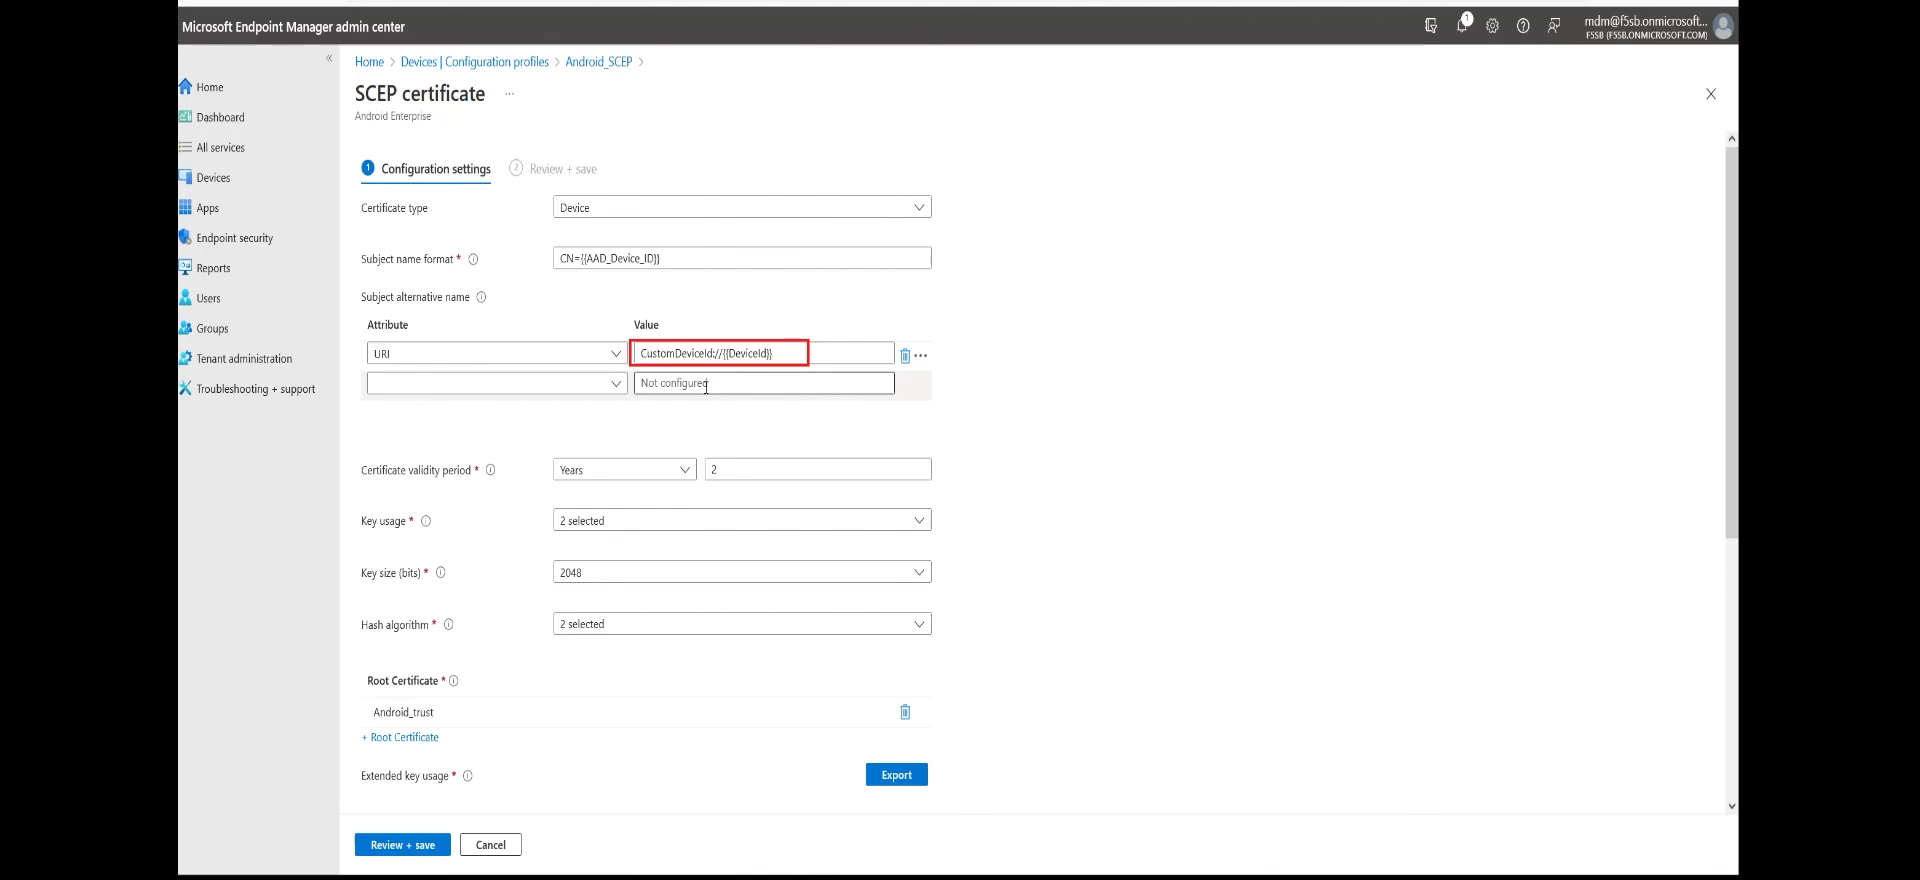 Microsoft Endpoint Manager admin center
1
mdm@f5sb.onmicrosoft...
F5SB (F5SB.ONMICROSOFT.COM)
«
Home
Dashboard
All services
Devices
Apps
Endpoint security
Reports
Users
Groups
Tenant administration
Troubleshooting + support
Home > Devices | Configuration profiles > Android_SCEP >
SCEP certificate ...
Android Enterprise
1 Configuration settings 2 Review + save
Certificate type Device
Subject name format * CN={{AAD_Device_ID}}
Subject alternative name
Attribute Value
URI CustomDeviceId://{{DeviceId}}
Not configured
Certificate validity period * Years 2
Key usage * 2 selected
Key size (bits) * 2048
Hash algorithm * 2 selected
Root Certificate *
Android_trust
+ Root Certificate
Extended key usage * Export
Review + save Cancel